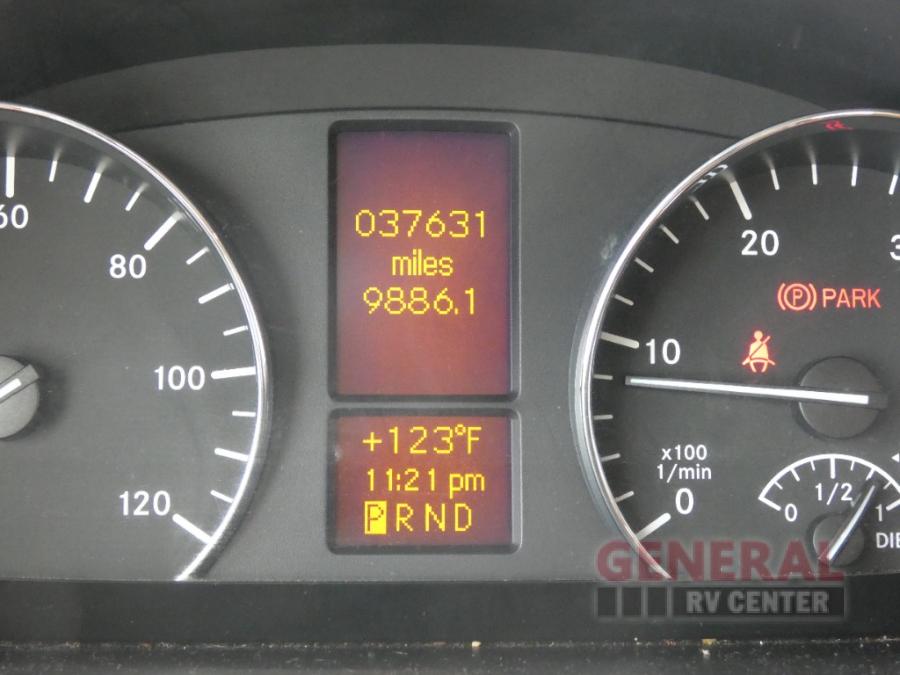 60
80
100
120
037631
miles
9886.1
+123°F
11:21 pm
P R N D
20
PARK
10
x100
1/min
0
0 1/2 1
GENERAL
RV CENTER